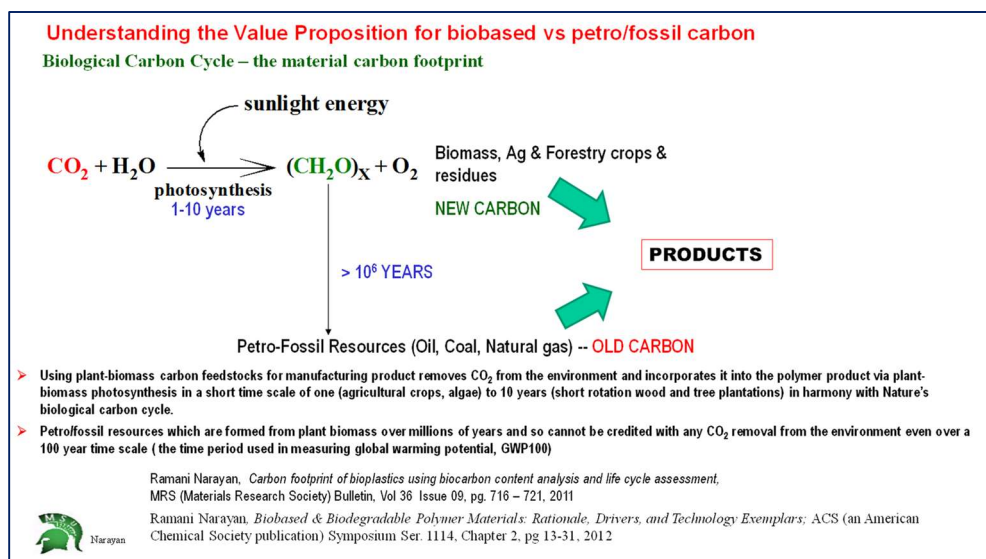 Understanding the Value Proposition for biobased vs petro/fossil carbon
Biological Carbon Cycle – the material carbon footprint
sunlight energy
CO2 + H2O
photosynthesis
1-10 years
(CH2O)X + O2
Biomass, Ag & Forestry crops &
residues
NEW CARBON
PRODUCTS
> 10⁶ YEARS
Petro-Fossil Resources (Oil, Coal, Natural gas) -- OLD CARBON
➢ Using plant-biomass carbon feedstocks for manufacturing product removes CO2 from the environment and incorporates it into the polymer product via plant-
biomass photosynthesis in a short time scale of one (agricultural crops, algae) to 10 years (short rotation wood and tree plantations) in harmony with Nature's
biological carbon cycle.
➢ Petro/fossil resources which are formed from plant biomass over millions of years and so cannot be credited with any CO2 removal from the environment even over a
100 year time scale ( the time period used in measuring global warming potential, GWP100)
Ramani Narayan, Carbon footprint of bioplastics using biocarbon content analysis and life cycle assessment,
MRS (Materials Research Society) Bulletin, Vol 36 Issue 09, pg. 716 – 721, 2011
Ramani Narayan, Biobased & Biodegradable Polymer Materials: Rationale, Drivers, and Technology Exemplars; ACS (an American
Chemical Society publication) Symposium Ser. 1114, Chapter 2, pg 13-31, 2012
MSU
Narayan